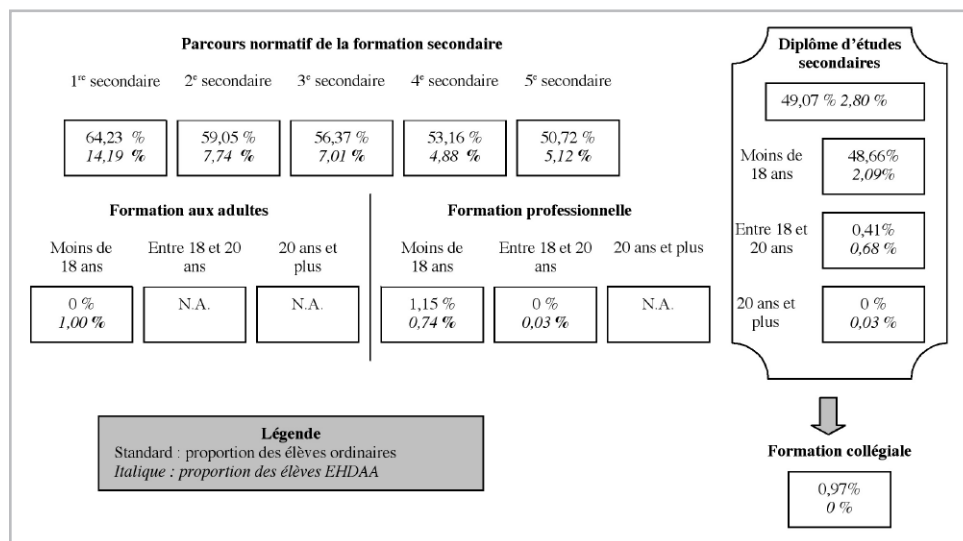 Parcours normatif de la formation secondaire
1re secondaire 2e secondaire 3e secondaire 4e secondaire 5e secondaire
64,23 % 59,05 % 56,37 % 53,16 % 50,72 %
14,19 % 7,74 % 7,01 % 4,88 % 5,12 %
Formation aux adultes
Moins de Entre 18 et 20 20 ans et
18 ans ans plus
0 % N.A. N.A.
1,00 %
Formation professionnelle
Moins de Entre 18 et 20 20 ans et plus
18 ans ans
1,15 % 0 % N.A.
0,74 % 0,03 %
Diplôme d'études
secondaires
49,07 % 2,80 %
Moins de 48,66%
18 ans 2,09%
Entre 18 et 0,41%
20 ans 0,68 %
20 ans et 0 %
plus 0,03 %
Légende
Standard : proportion des élèves ordinaires
Italique : proportion des élèves EHDAA
Formation collégiale
0,97%
0 %